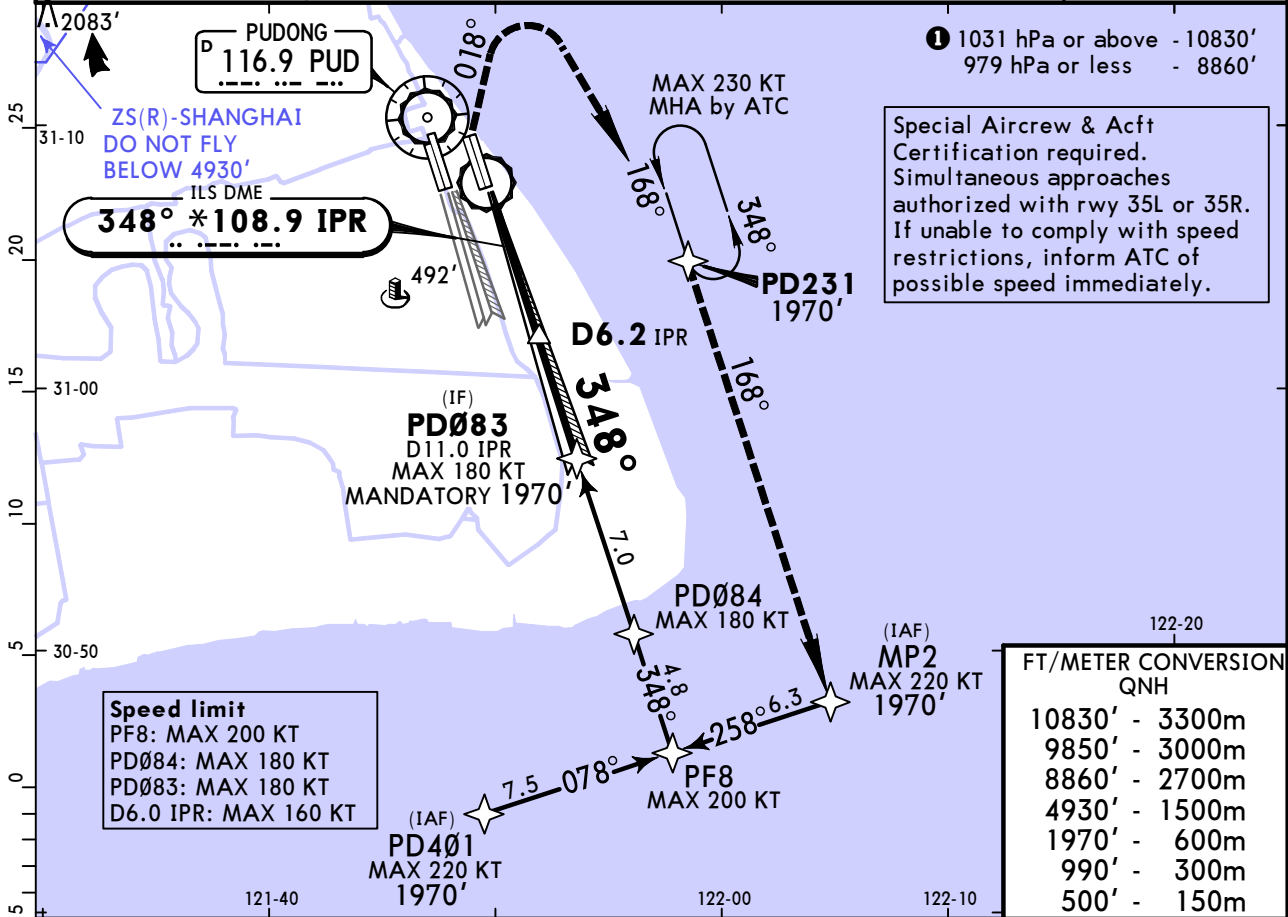 2083'
PUDONG
D 116.9 PUD
018°
❶ 1031 hPa or above - 10830'
979 hPa or less - 8860'
MAX 230 KT
MHA by ATC
25
31-10
ZS(R)-SHANGHAI
DO NOT FLY
BELOW 4930'
Special Aircrew & Acft
Certification required.
Simultaneous approaches
authorized with rwy 35L or 35R.
If unable to comply with speed
restrictions, inform ATC of
possible speed immediately.
168°
348°
ILS DME
348° *108.9 IPR
20
492'
PD231
1970'
D6.2 IPR
168°
15
31-00
348°
(IF)
PDØ83
D11.0 IPR
MAX 180 KT
MANDATORY 1970'
10
7.0
PDØ84
MAX 180 KT
122-20
5
30-50
(IAF)
MP2
MAX 220 KT
1970'
4.8
348°
258°
6.3
FT/METER CONVERSION
QNH
10830' - 3300m
9850' - 3000m
8860' - 2700m
4930' - 1500m
1970' - 600m
990' - 300m
500' - 150m
Speed limit
PF8: MAX 200 KT
PDØ84: MAX 180 KT
PDØ83: MAX 180 KT
D6.0 IPR: MAX 160 KT
0
7.5
078°
PF8
MAX 200 KT
(IAF)
PD4Ø1
MAX 220 KT
1970'
5
121-40
122-00
122-10